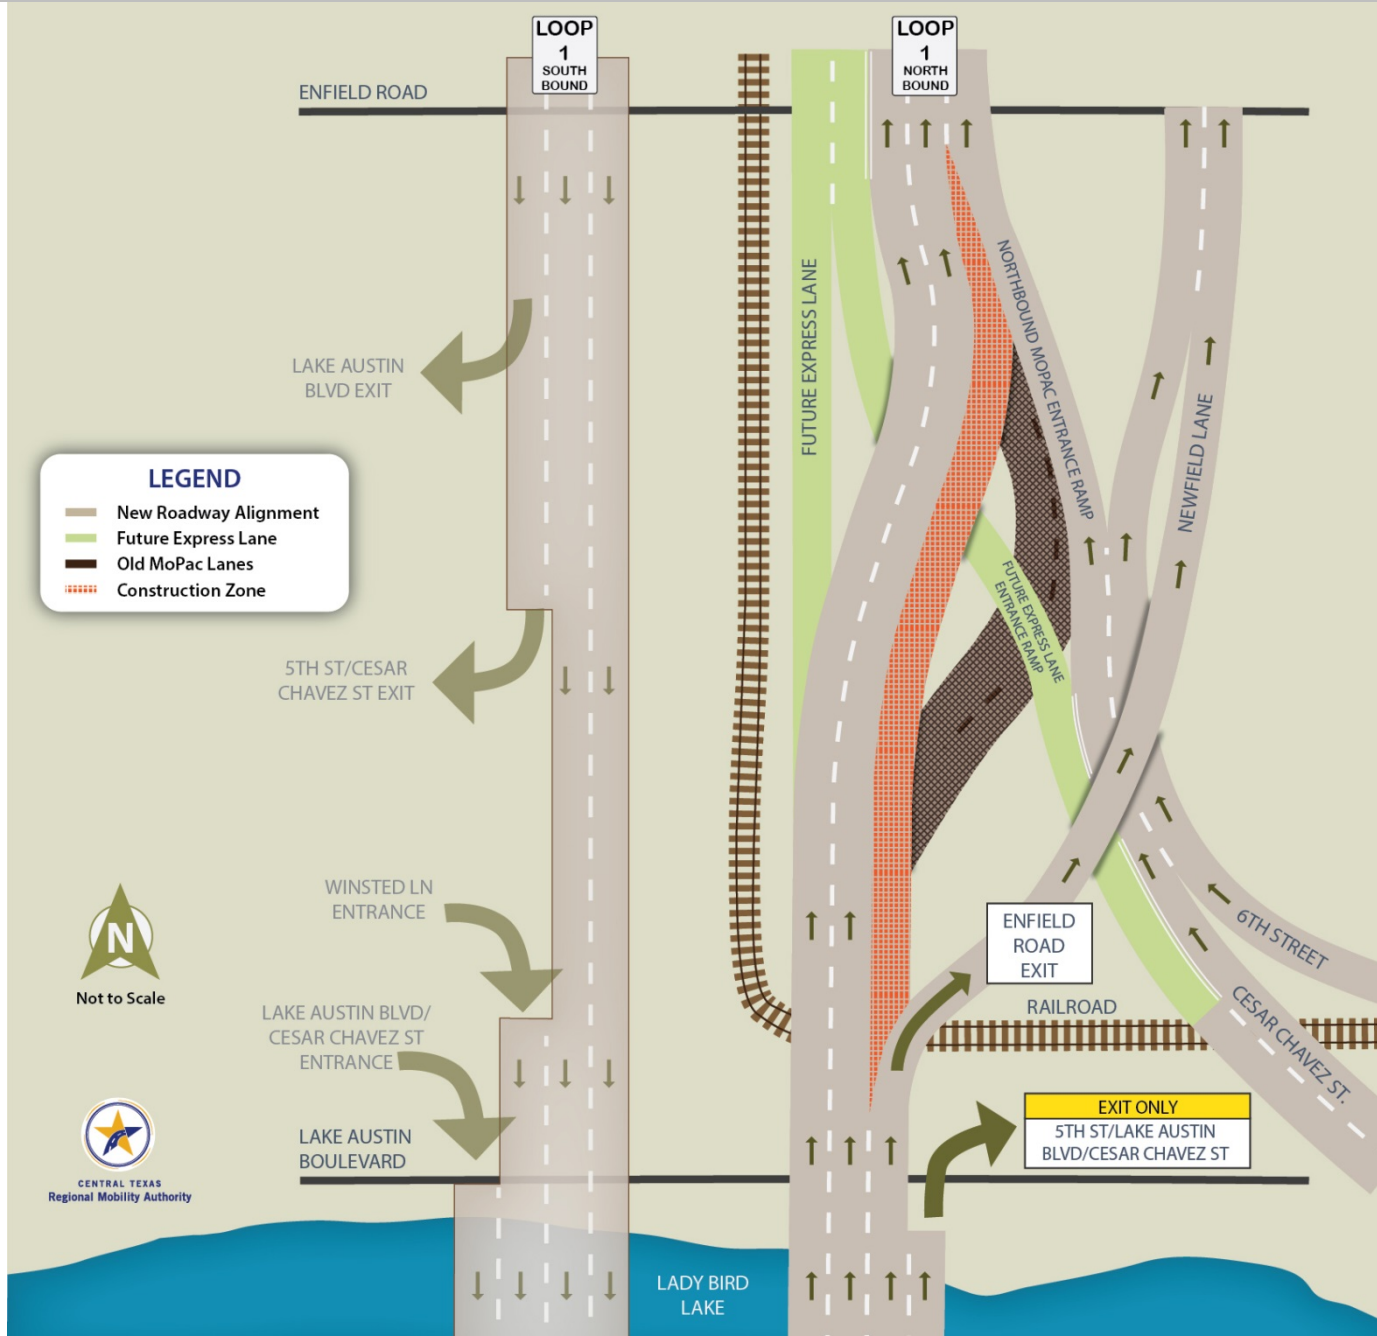 LOOP
1
SOUTH
BOUND
LOOP
1
NORTH
BOUND
ENFIELD ROAD
LAKE AUSTIN
BLVD EXIT
FUTURE EXPRESS LANE
NORTHBOUND MOPAC ENTRANCE RAMP
NEWFIELD LANE
LEGEND
New Roadway Alignment
Future Express Lane
Old MoPac Lanes
Construction Zone
FUTURE EXPRESS LANE
ENTRANCE RAMP
5TH ST/CESAR
CHAVEZ ST EXIT
WINSTED LN
ENTRANCE
N
Not to Scale
ENFIELD
ROAD
EXIT
6TH STREET
CESAR CHAVEZ ST.
RAILROAD
LAKE AUSTIN BLVD/
CESAR CHAVEZ ST
ENTRANCE
EXIT ONLY
5TH ST/LAKE AUSTIN
BLVD/CESAR CHAVEZ ST
LAKE AUSTIN
BOULEVARD
CENTRAL TEXAS
Regional Mobility Authority
LADY BIRD
LAKE